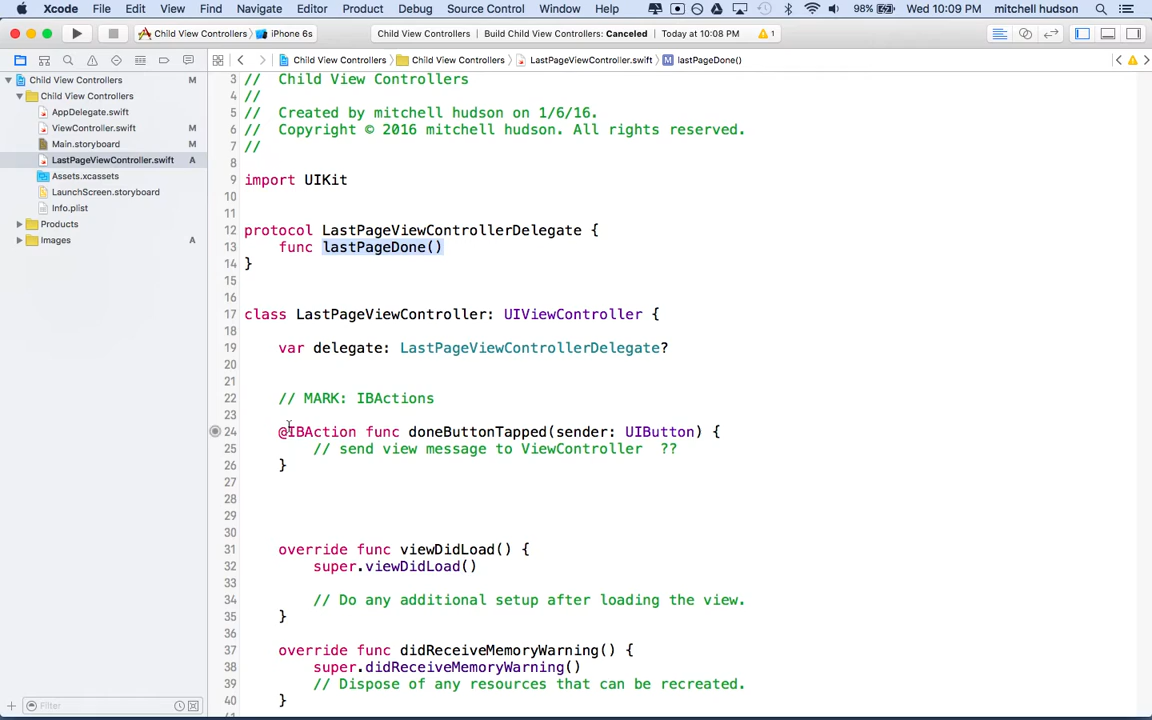 Xcode File Edit View Find Navigate Editor Product Debug Source Control Window Help 98% Wed 10:09 PM mitchell hudson
Child View Controllers iPhone 6s Child View Controllers | Build Child View Controllers: Canceled Today at 10:08 PM 1
Child View Controllers Child View Controllers LastPageViewController.swift M lastPageDone()
Child View Controllers M
Child View Controllers
AppDelegate.swift
ViewController.swift M
Main.storyboard M
LastPageViewController.swift A
Assets.xcassets
LaunchScreen.storyboard
Info.plist
Products
Images A
Filter
3 // Child View Controllers
4 //
5 // Created by mitchell hudson on 1/6/16.
6 // Copyright © 2016 mitchell hudson. All rights reserved.
7 //
8
9 import UIKit
10
11
12 protocol LastPageViewControllerDelegate {
13 func lastPageDone()
14 }
15
16
17 class LastPageViewController: UIViewController {
18
19 var delegate: LastPageViewControllerDelegate?
20
21
22 // MARK: IBActions
23
24 @IBAction func doneButtonTapped(sender: UIButton) {
25 // send view message to ViewController ??
26 }
27
28
29
30
31 override func viewDidLoad() {
32 super.viewDidLoad()
33
34 // Do any additional setup after loading the view.
35 }
36
37 override func didReceiveMemoryWarning() {
38 super.didReceiveMemoryWarning()
39 // Dispose of any resources that can be recreated.
40 }